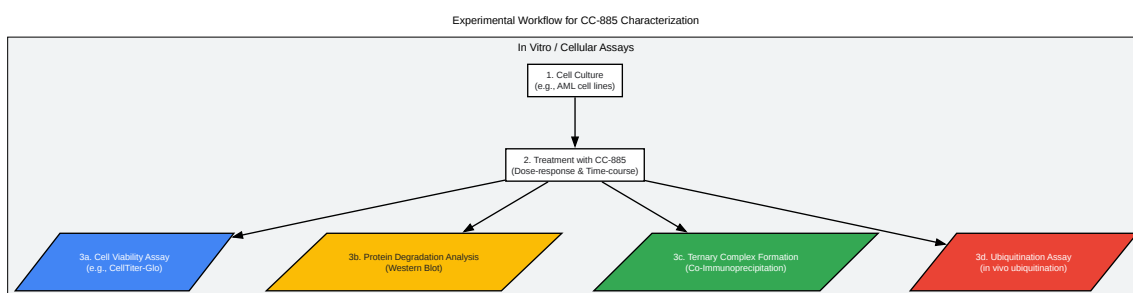 Experimental Workflow for CC-885 Characterization
In Vitro / Cellular Assays
1. Cell Culture
(e.g., AML cell lines)
2. Treatment with CC-885
(Dose-response & Time-course)
3a. Cell Viability Assay
(e.g., CellTiter-Glo)
3b. Protein Degradation Analysis
(Western Blot)
3c. Ternary Complex Formation
(Co-Immunoprecipitation)
3d. Ubiquitination Assay
(in vivo ubiquitination)